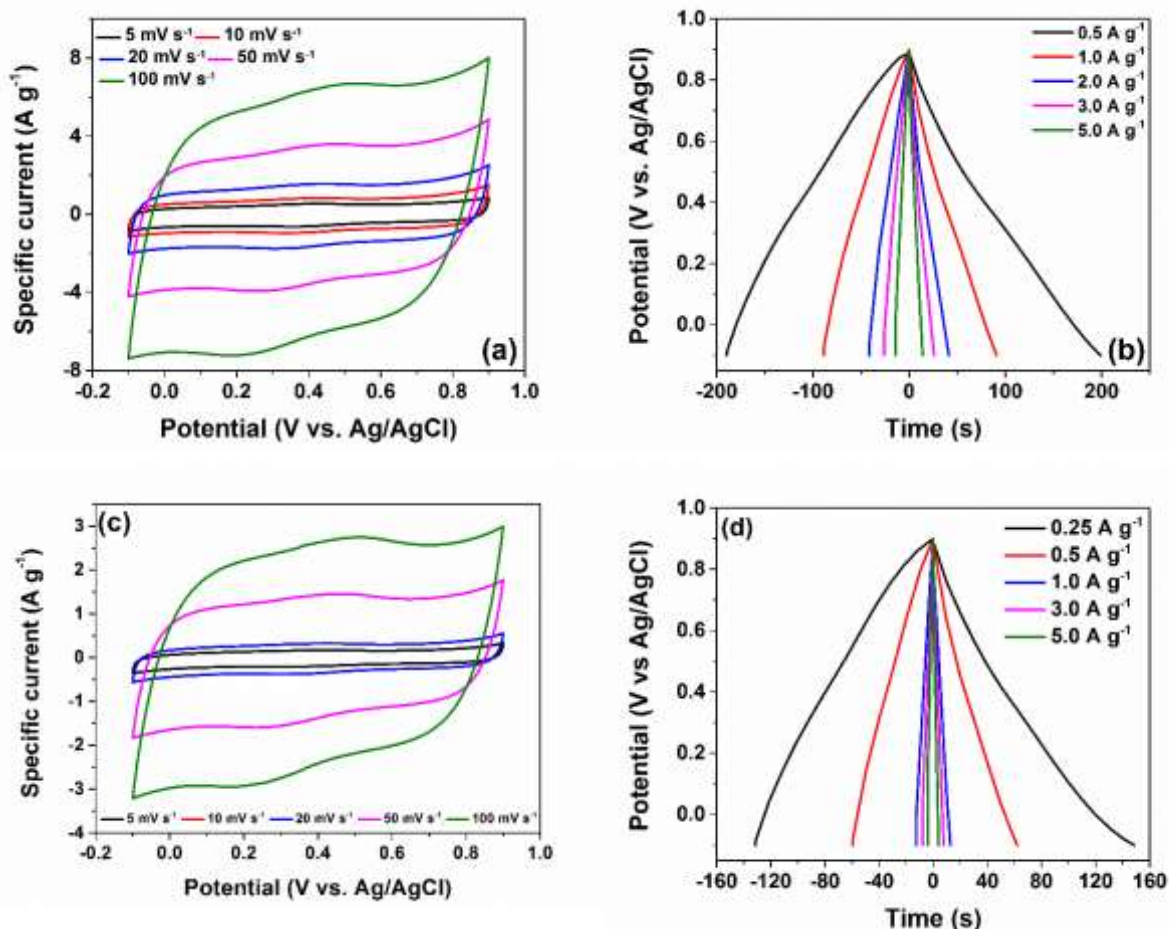 5 mV s⁻¹ 10 mV s⁻¹
20 mV s⁻¹ 50 mV s⁻¹
100 mV s⁻¹
8
4
0
-4
-8
Specific current (A g⁻¹)
(a)
-0.2 0.0 0.2 0.4 0.6 0.8 1.0
Potential (V vs. Ag/AgCl)
0.5 A g⁻¹
1.0 A g⁻¹
2.0 A g⁻¹
3.0 A g⁻¹
5.0 A g⁻¹
1.0
0.8
0.6
0.4
0.2
0.0
Potential (V vs. Ag/AgCl)
(b)
-200 -100 0 100 200
Time (s)
(c)
3
2
1
0
-1
-2
-3
-4
Specific current (A g⁻¹)
5 mV s⁻¹ 10 mV s⁻¹ 20 mV s⁻¹ 50 mV s⁻¹ 100 mV s⁻¹
-0.2 0.0 0.2 0.4 0.6 0.8 1.0
Potential (V vs. Ag/AgCl)
(d)
0.25 A g⁻¹
0.5 A g⁻¹
1.0 A g⁻¹
3.0 A g⁻¹
5.0 A g⁻¹
1.0
0.8
0.6
0.4
0.2
0.0
Potential (V vs Ag/AgCl)
-160 -120 -80 -40 0 40 80 120 160
Time (s)